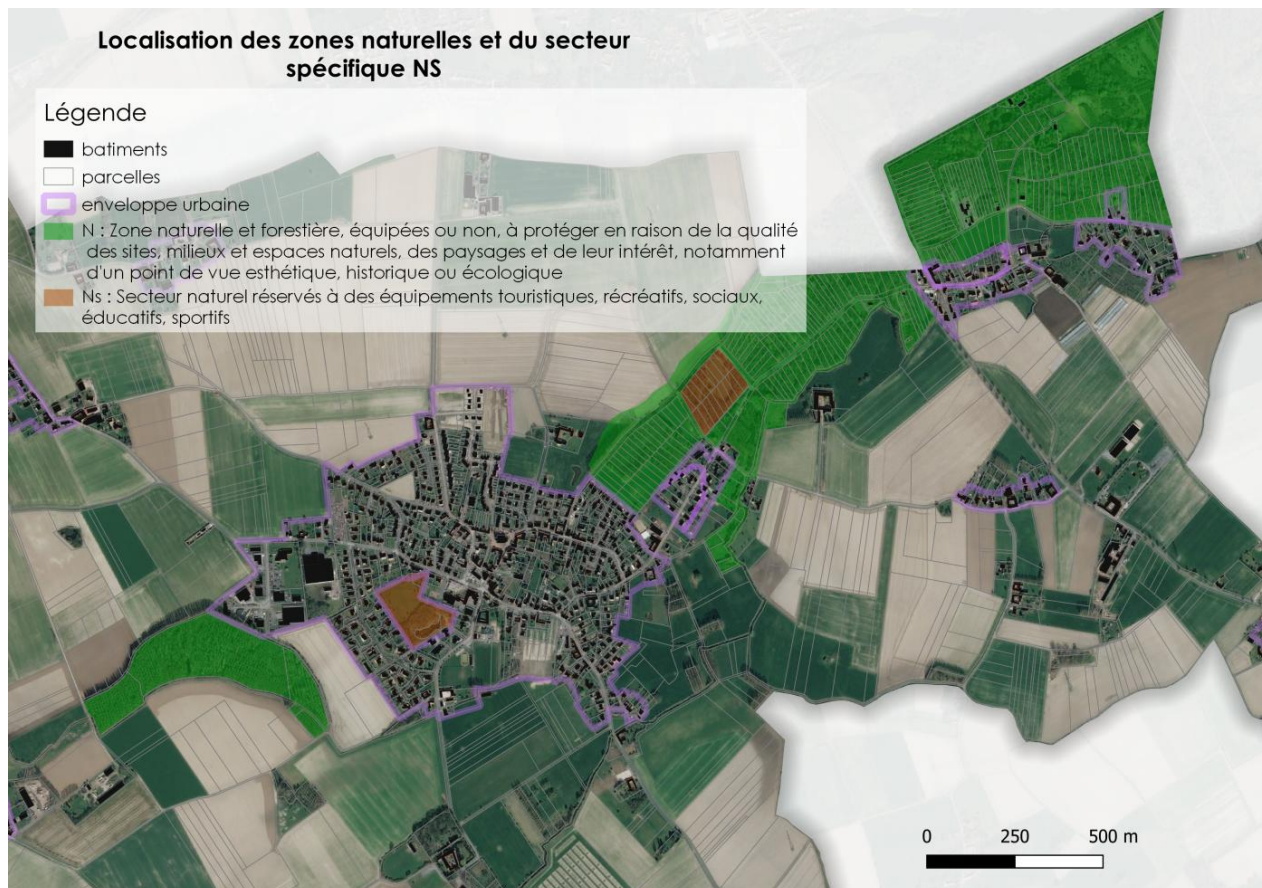 Localisation des zones naturelles et du secteur
spécifique NS
Légende
batiments
parcelles
enveloppe urbaine
N : Zone naturelle et forestière, équipées ou non, à protéger en raison de la qualité
des sites, milieux et espaces naturels, des paysages et de leur intérêt, notamment
d'un point de vue esthétique, historique ou écologique
Ns : Secteur naturel réservés à des équipements touristiques, récréatifs, sociaux,
éducatifs, sportifs
0 250 500 m